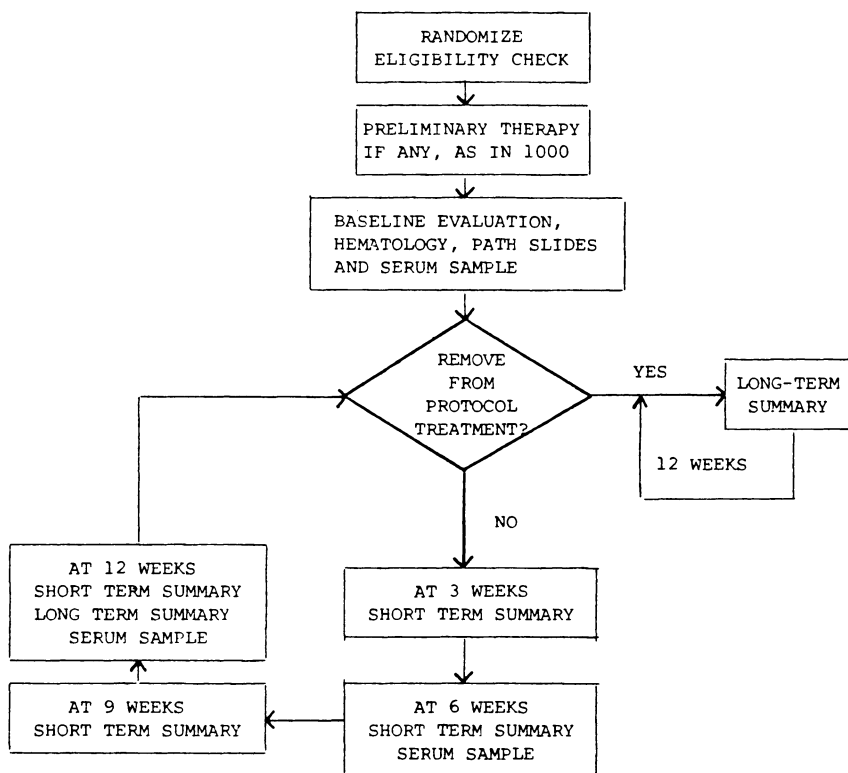 RANDOMIZE
ELIGIBILITY CHECK
PRELIMINARY THERAPY
IF ANY, AS IN 1000
BASELINE EVALUATION,
HEMATOLOGY, PATH SLIDES
AND SERUM SAMPLE
REMOVE
FROM
PROTOCOL
TREATMENT?
YES
LONG-TERM
SUMMARY
12 WEEKS
NO
AT 3 WEEKS
SHORT TERM SUMMARY
AT 6 WEEKS
SHORT TERM SUMMARY
SERUM SAMPLE
AT 9 WEEKS
SHORT TERM SUMMARY
AT 12 WEEKS
SHORT TERM SUMMARY
LONG TERM SUMMARY
SERUM SAMPLE